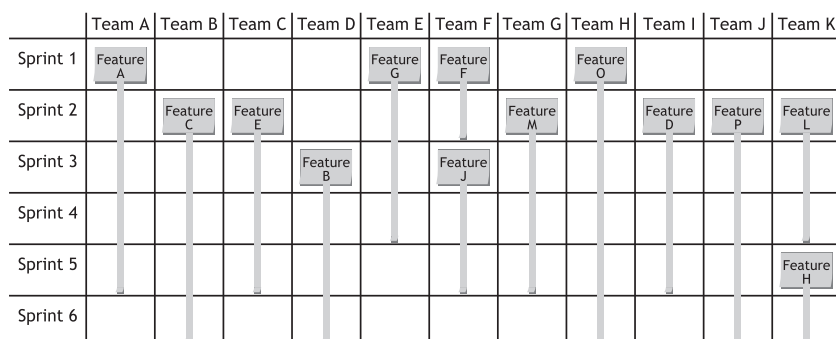 Team A Team B Team C Team D Team E Team F Team G Team H Team I Team J Team K
Sprint 1
Feature
A
Feature
G
Feature
F
Feature
O
Sprint 2
Feature
C
Feature
E
Feature
M
Feature
D
Feature
P
Feature
L
Sprint 3
Feature
B
Feature
J
Sprint 4
Sprint 5
Feature
H
Sprint 6